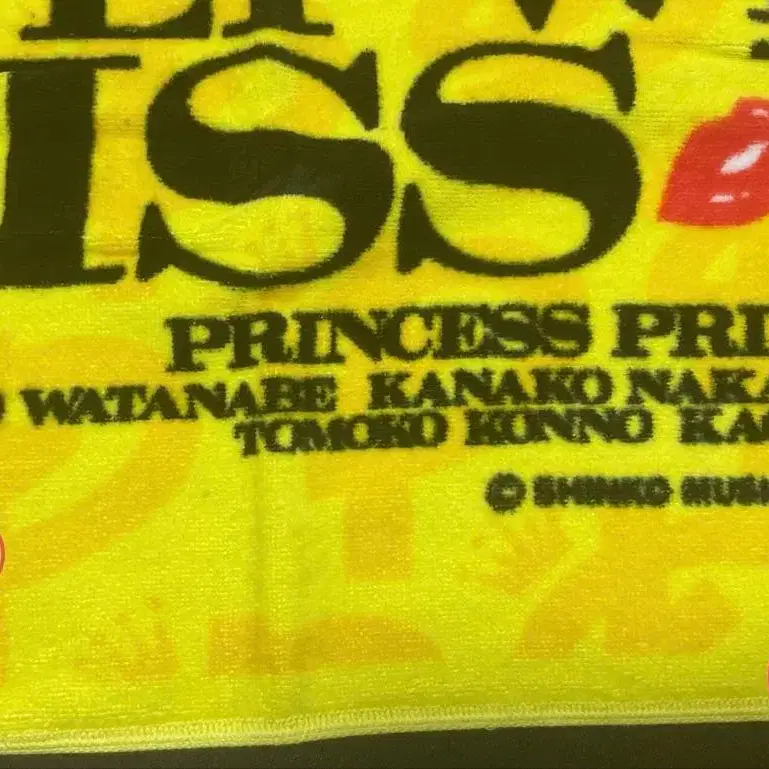 ISS
PRINCESS PRI
WATANABE KANAKO NAKA
TOMOKO KONNO KA
© SHINKO MUSI